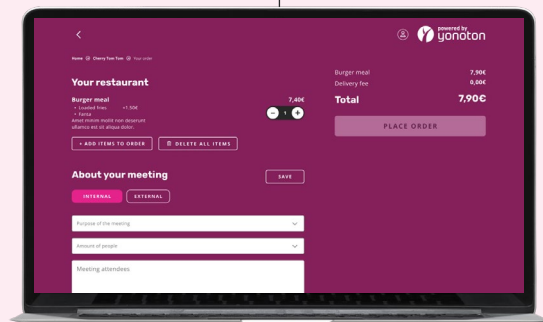 powered by
yonoton
Home Cherry Tom Tom Your order
Your restaurant
Burger meal 7,40€
• Loaded fries +1,50€
• Fanta
Amet minim mollit non deserunt
ullamco est sit aliqua dolor.
- 1 +
+ ADD ITEMS TO ORDER
DELETE ALL ITEMS
Burger meal 7,90€
Delivery fee 0,00€
Total 7,90€
PLACE ORDER
About your meeting
SAVE
INTERNAL
EXTERNAL
Purpose of the meeting
Amount of people
Meeting attendees